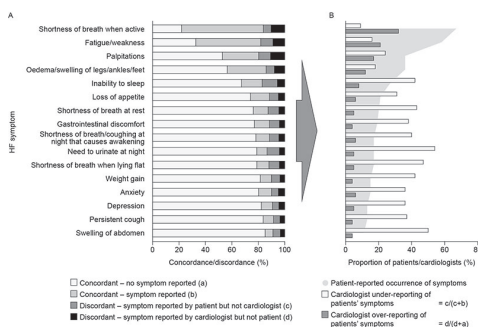 A
B
HF symptom
Shortness of breath when active
Fatigue/weakness
Palpitations
Oedema/swelling of legs/ankles/feet
Inability to sleep
Loss of appetite
Shortness of breath at rest
Gastrointestinal discomfort
Shortness of breath/coughing at
night that causes awakening
Need to urinate at night
Shortness of breath when lying flat
Weight gain
Anxiety
Depression
Persistent cough
Swelling of abdomen
0 20 40 60 80 100
Concordance/discordance (%)
0 20 40 60 80 100
Proportion of patients/cardiologists (%)
Concordant – no symptom reported (a)
Concordant – symptom reported (b)
Discordant – symptom reported by patient but not cardiologist (c)
Discordant – symptom reported by cardiologist but not patient (d)
Patient-reported occurrence of symptoms
Cardiologist under-reporting of
patients' symptoms = c/(c+b)
Cardiologist over-reporting of
patients' symptoms = d/(d+a)